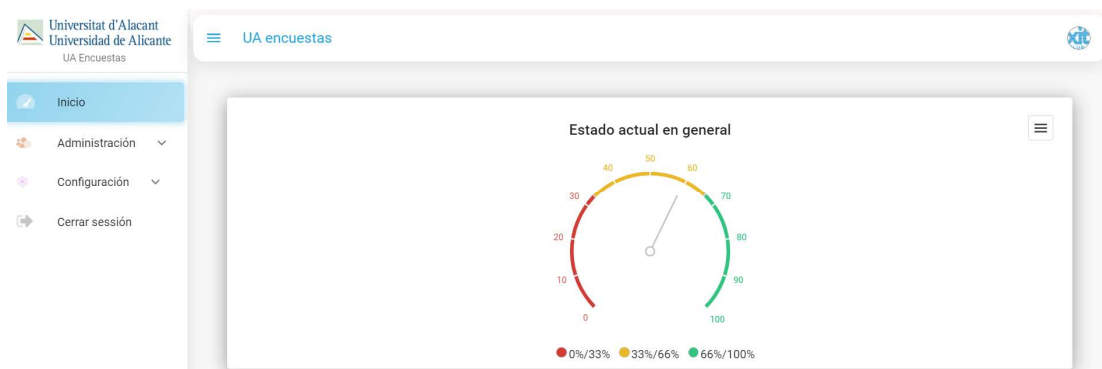 Universitat d'Alacant
Universidad de Alicante
UA Encuestas
UA encuestas
Inicio
Administración
Configuración
Cerrar sessión
Estado actual en general
50
40
60
30
70
20
80
10
90
0
100
0%/33% 33%/66% 66%/100%